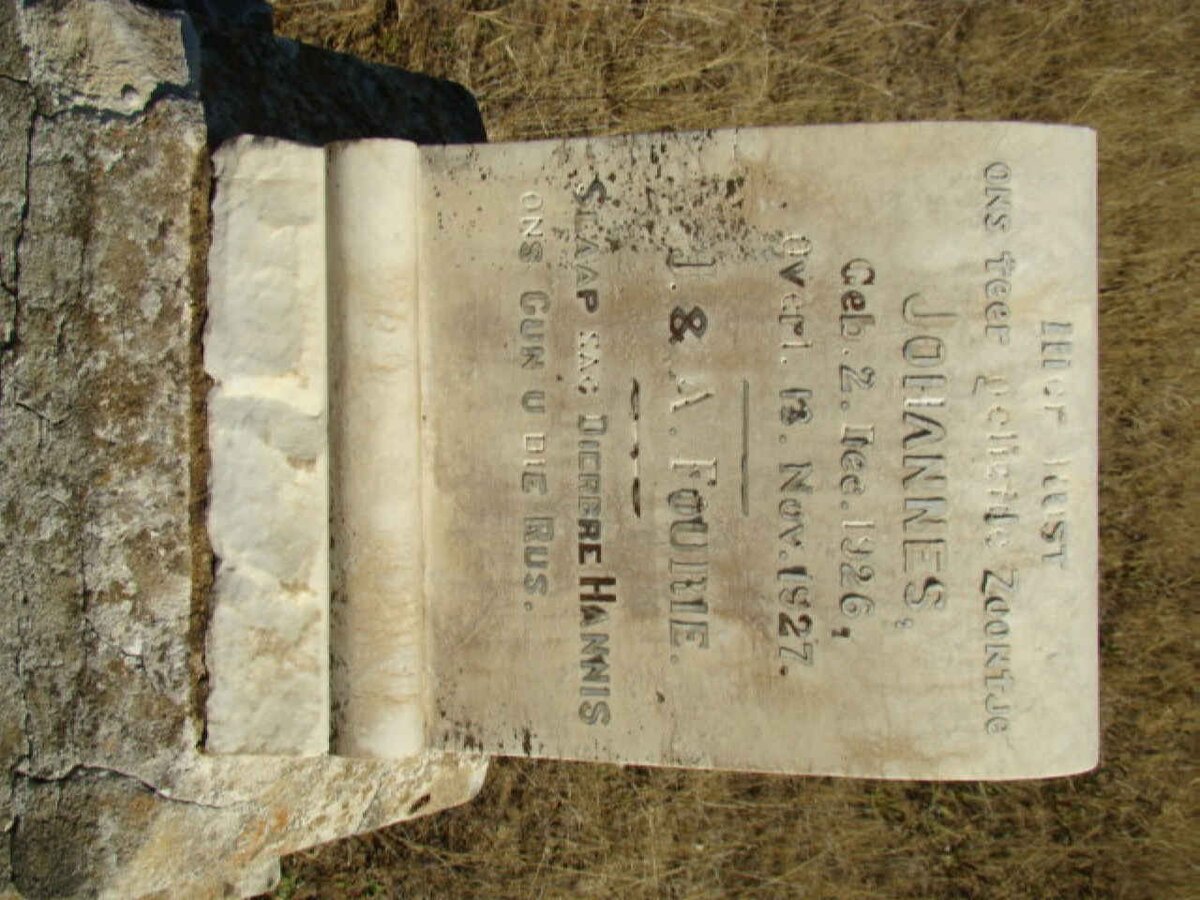 Hier Rust
ons teer Geliefde Zoontje
JOHANNES,
Geb. 2. Dec. 1926,
Overl. 13. Nov. 1927.
J. & A. FOURIE.
SLAAP DIERBRE HANNIS
ONS GUN U DIE RUS.